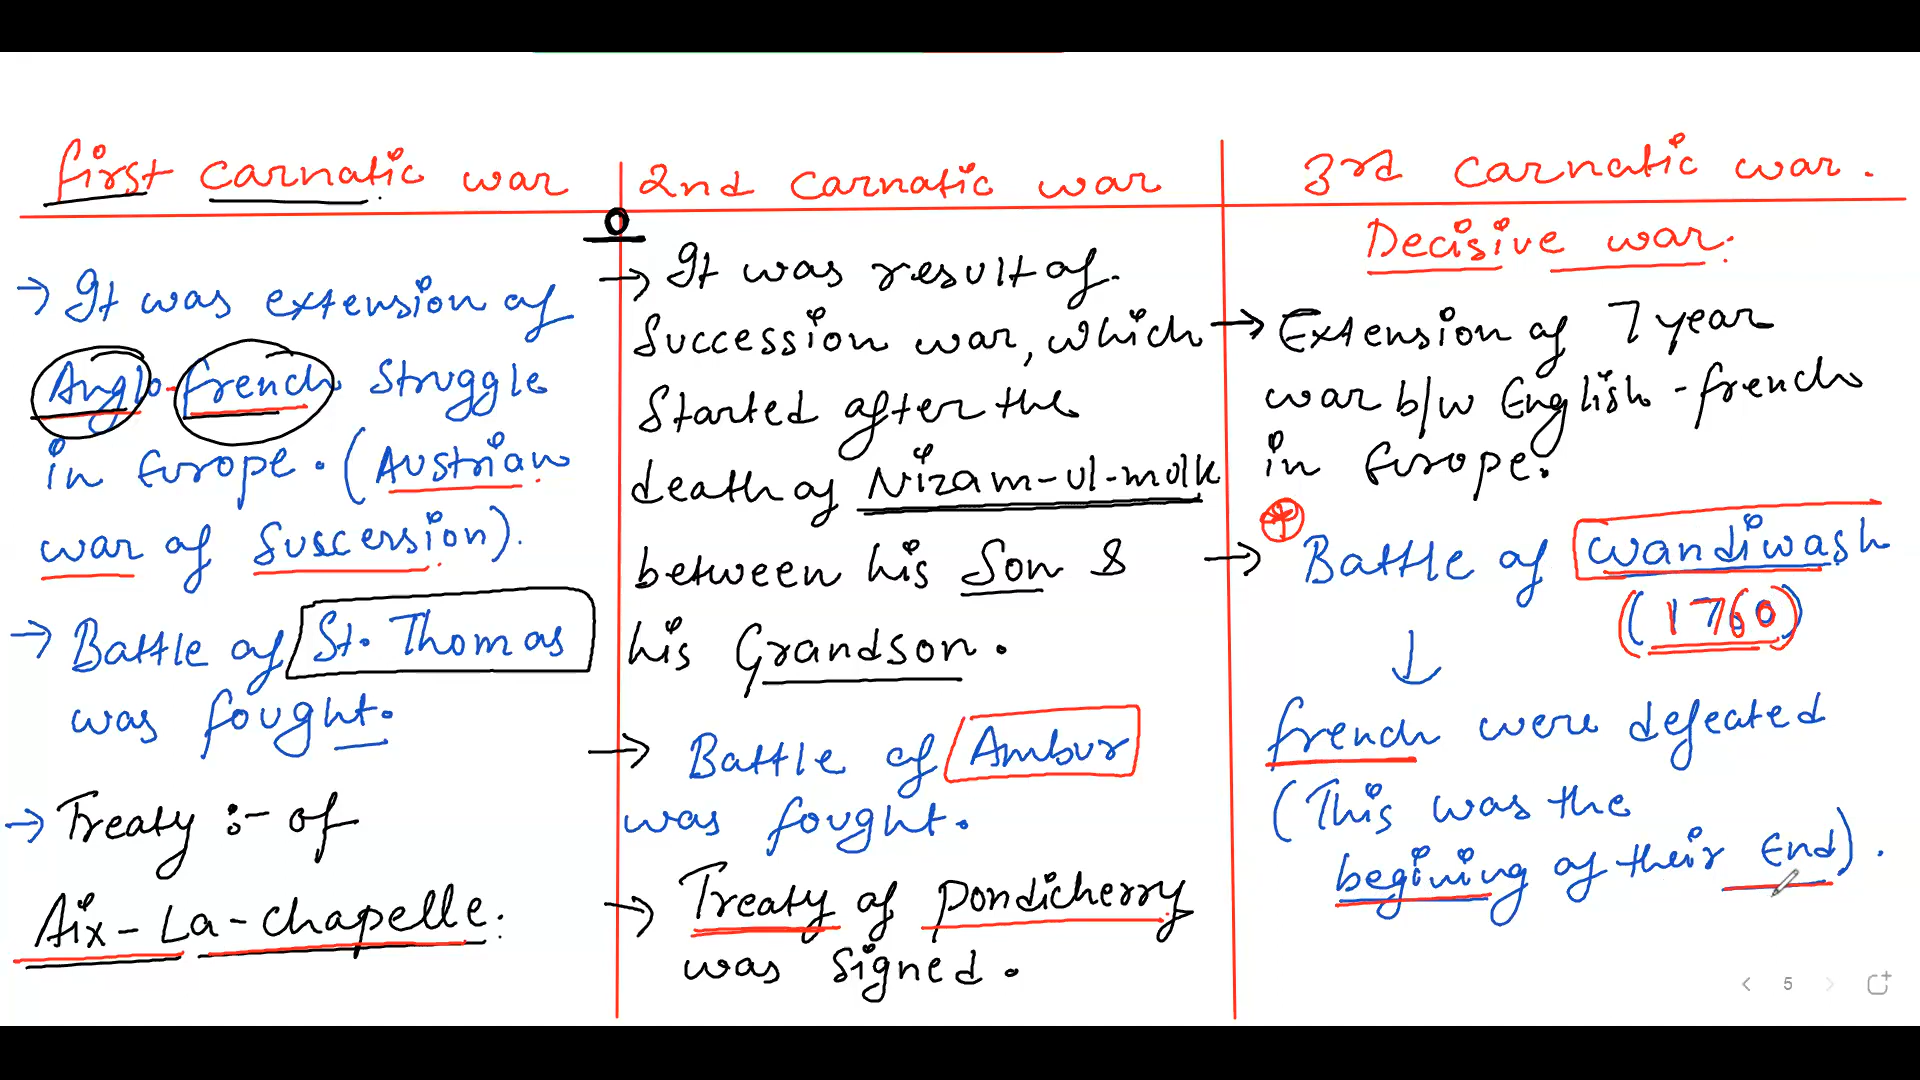 first carnatic war
→ It was extension of
Anglo-french struggle
in Europe. (Austrian
war of Suscersion).
→ Battle of St. Thomas
was fought.
→ Treaty :- of
Aix-La-chapelle.
2nd carnatic war
→ It was result of
Succession war, which
started after the
death of Nizam-ul-mulk
between his Son &
his Grandson.
→ Battle of Ambur
was fought.
→ Treaty of pondicherry
was signed.
3rd carnatic war.
Decisive war.
→ Extension of 7 year
war b/w English-french
in Europe.
→ Battle of wandiwash
(1760)
↓
french were defeated
(This was the
begining of their End).
5